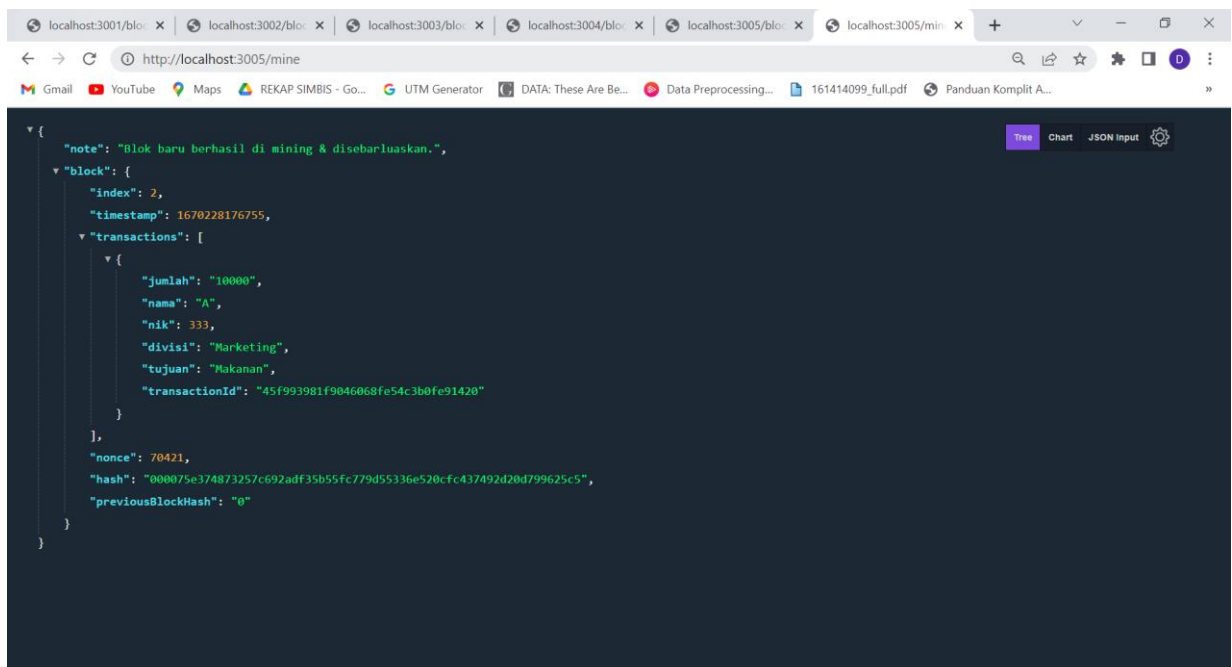 localhost:3001/bloc
localhost:3002/bloc
localhost:3003/bloc
localhost:3004/bloc
localhost:3005/bloc
localhost:3005/min
http://localhost:3005/mine
D
Gmail
YouTube
Maps
REKAP SIMBIS - Go...
UTM Generator
DATA: These Are Be...
Data Preprocessing...
161414099_full.pdf
Panduan Komplit A...
»
Tree Chart JSON Input
{
"note": "Blok baru berhasil di mining & disebarluaskan.",
"block": {
"index": 2,
"timestamp": 1670228176755,
"transactions": [
{
"jumlah": "10000",
"nama": "A",
"nik": 333,
"divisi": "Marketing",
"tujuan": "Makanan",
"transactionId": "45f993981f9046068fe54c3b0fe91420"
}
],
"nonce": 70421,
"hash": "000075e374873257c692adf35b55fc779d55336e520cfc437492d20d799625c5",
"previousBlockHash": "0"
}
}